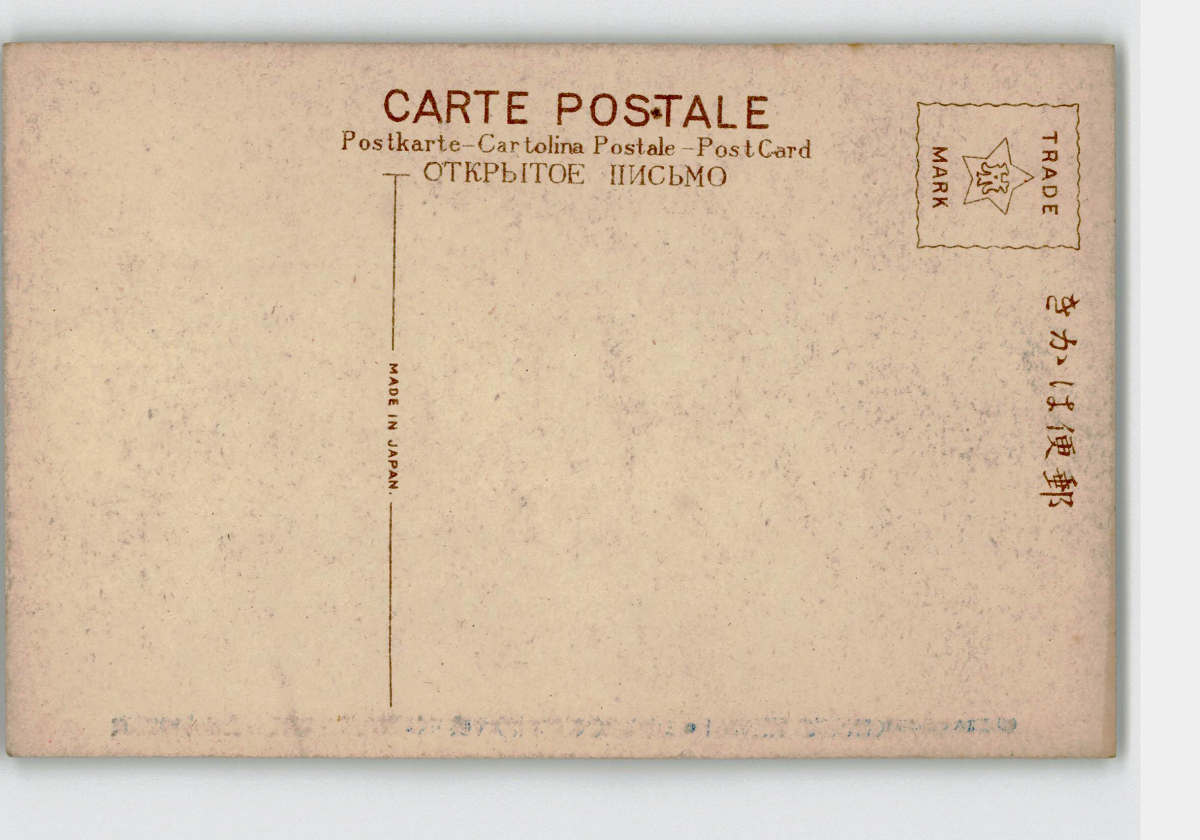 CARTE POSTALE
Postkarte-Cartolina Postale-PostCard
ОТКРЫТОЕ ПИСЬМО
TRADE
MARK
きかは便郵
MADE IN JAPAN.